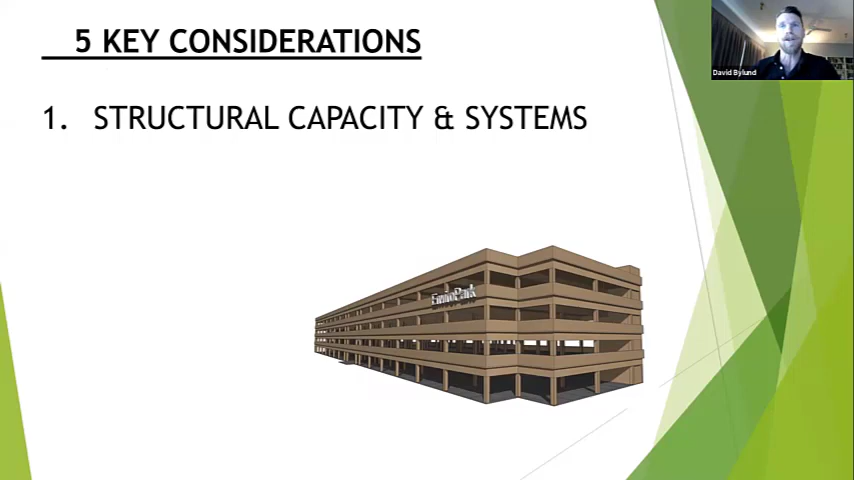 5 KEY CONSIDERATIONS
David Bylund
1. STRUCTURAL CAPACITY & SYSTEMS